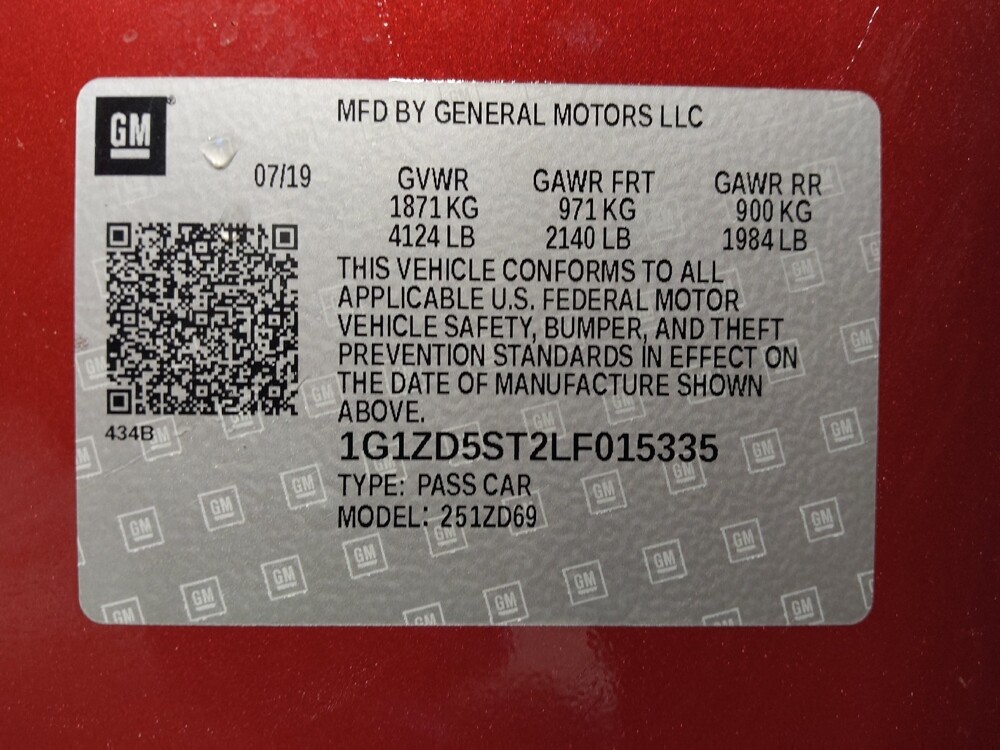 GM
MFD BY GENERAL MOTORS LLC
07/19 GVWR GAWR FRT GAWR RR
1871 KG 971 KG 900 KG
4124 LB 2140 LB 1984 LB
THIS VEHICLE CONFORMS TO ALL
APPLICABLE U.S. FEDERAL MOTOR
VEHICLE SAFETY, BUMPER, AND THEFT
PREVENTION STANDARDS IN EFFECT ON
THE DATE OF MANUFACTURE SHOWN
ABOVE.
434B
1G1ZD5ST2LF015335
TYPE: PASS CAR
MODEL: 251ZD69